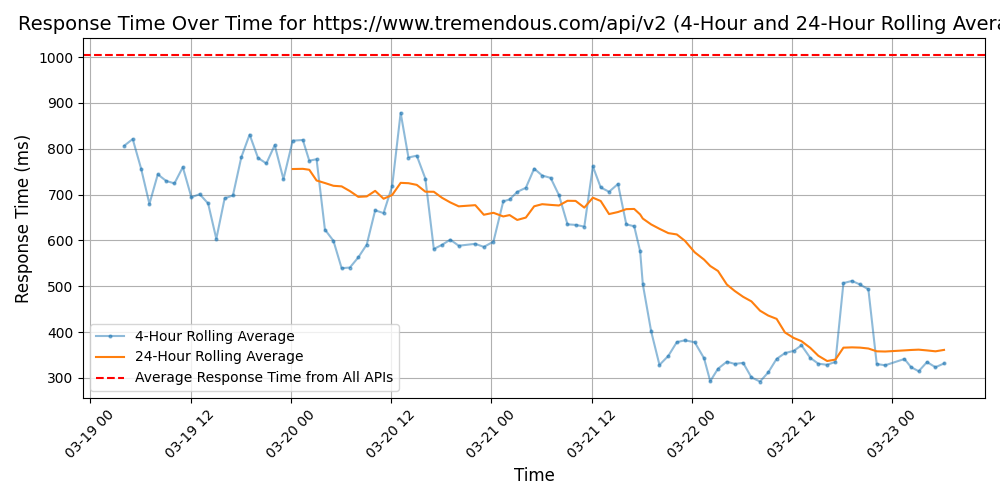 Response Time Over Time for https://www.tremendous.com/api/v2 (4-Hour and 24-Hour Rolling Avera
Response Time (ms)
1000
900
800
700
600
500
400
300
4-Hour Rolling Average
24-Hour Rolling Average
Average Response Time from All APIs
03-19 00
03-19 12
03-20 00
03-20 12
03-21 00
03-21 12
03-22 00
03-22 12
03-23 00
Time